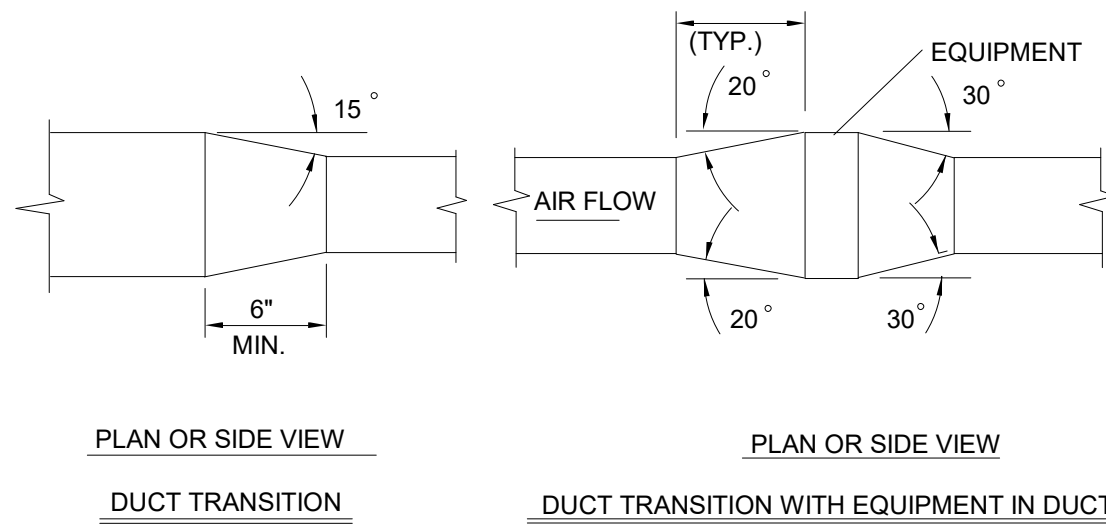 15°
6"
MIN.
PLAN OR SIDE VIEW
DUCT TRANSITION
(TYP.)
EQUIPMENT
20°
30°
AIR FLOW
20°
30°
PLAN OR SIDE VIEW
DUCT TRANSITION WITH EQUIPMENT IN DUCT